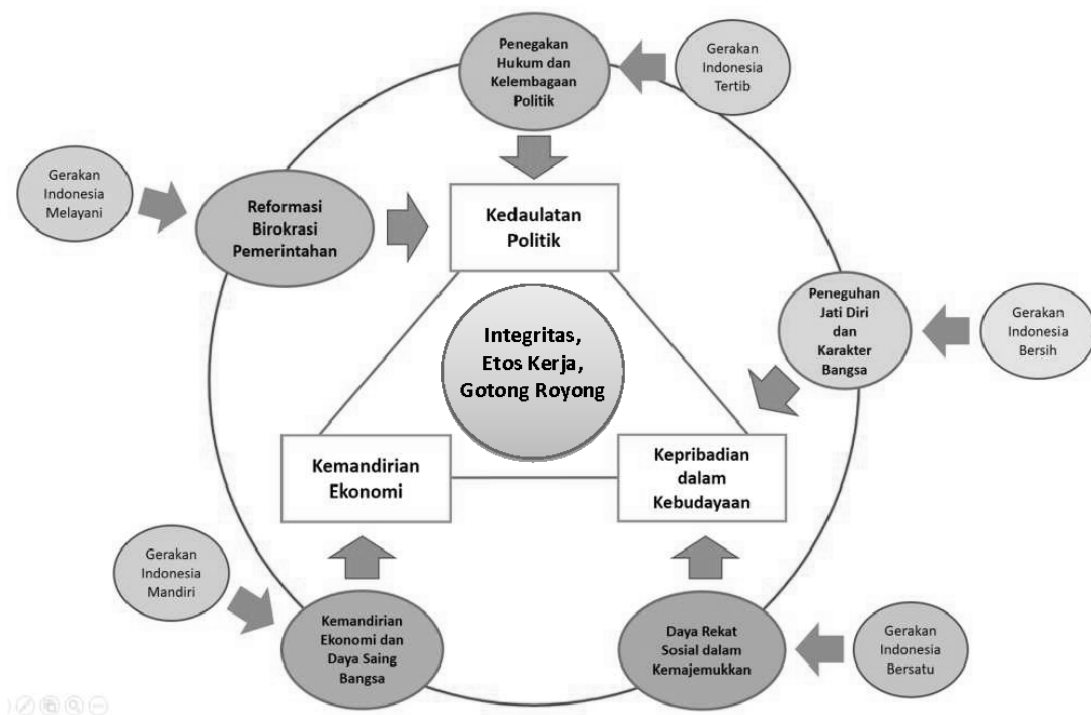 Penegakan
Hukum dan
Kelembagaan
Politik
Gerakan
Indonesia
Tertib
Gerakan
Indonesia
Melayani
Reformasi
Birokrasi
Pemerintahan
Kedaulatan
Politik
Peneguhan
Jati Diri
dan
Karakter
Bangsa
Gerakan
Indonesia
Bersih
Integritas,
Etos Kerja,
Gotong Royong
Kemandirian
Ekonomi
Kepribadian
dalam
Kebudayaan
Gerakan
Indonesia
Mandiri
Kemandirian
Ekonomi dan
Daya Saing
Bangsa
Daya Rekat
Sosial dalam
Kemajemukkan
Gerakan
Indonesia
Bersatu